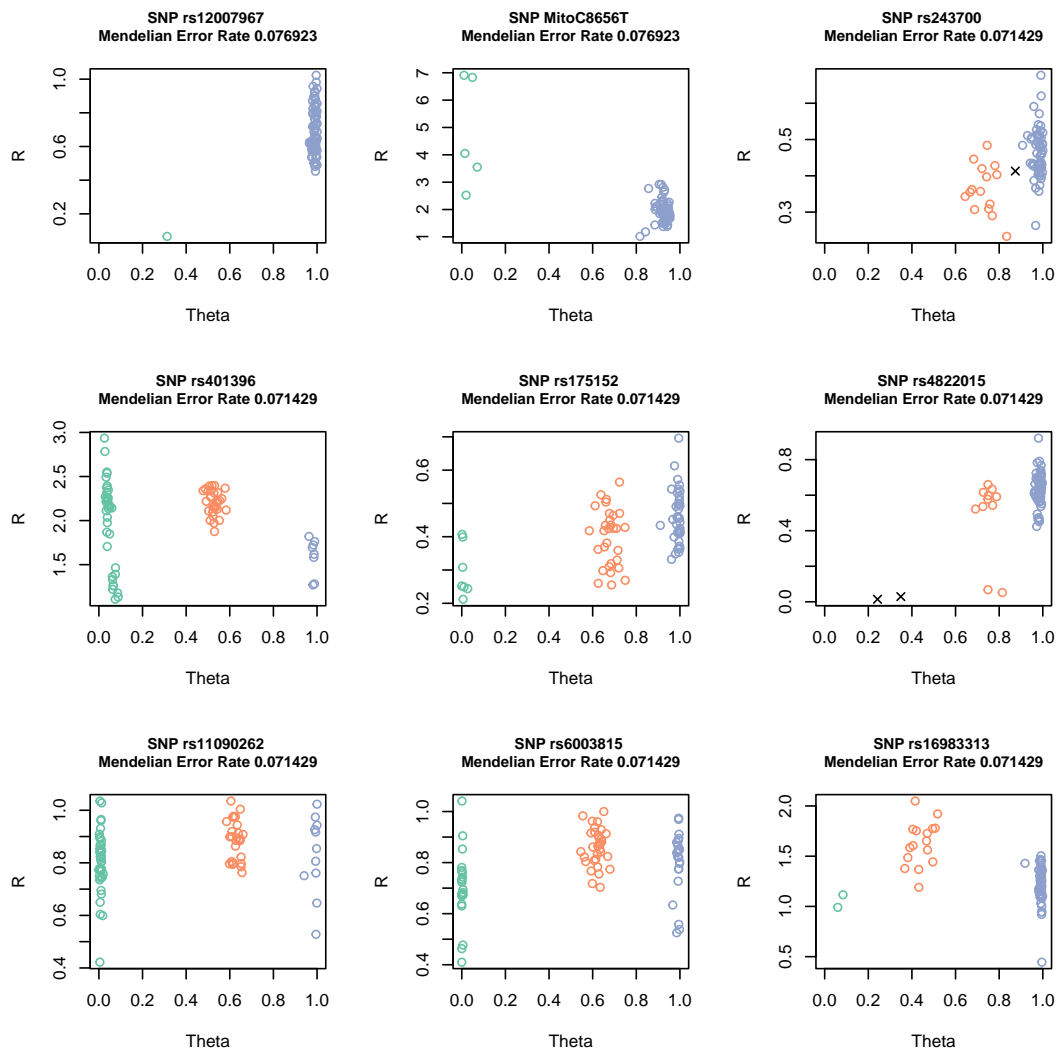 SNP rs12007967
Mendelian Error Rate 0.076923
R
1.0
0.6
0.2
0.0 0.2 0.4 0.6 0.8 1.0
Theta
SNP MitoC8656T
Mendelian Error Rate 0.076923
R
7
6
5
4
3
2
1
0.0 0.2 0.4 0.6 0.8 1.0
Theta
SNP rs243700
Mendelian Error Rate 0.071429
R
0.5
0.3
0.0 0.2 0.4 0.6 0.8 1.0
Theta
SNP rs401396
Mendelian Error Rate 0.071429
R
3.0
2.5
2.0
1.5
0.0 0.2 0.4 0.6 0.8 1.0
Theta
SNP rs175152
Mendelian Error Rate 0.071429
R
0.6
0.4
0.2
0.0 0.2 0.4 0.6 0.8 1.0
Theta
SNP rs4822015
Mendelian Error Rate 0.071429
R
0.8
0.4
0.0
0.0 0.2 0.4 0.6 0.8 1.0
Theta
SNP rs11090262
Mendelian Error Rate 0.071429
R
1.0
0.8
0.6
0.4
0.0 0.2 0.4 0.6 0.8 1.0
Theta
SNP rs6003815
Mendelian Error Rate 0.071429
R
1.0
0.8
0.6
0.4
0.0 0.2 0.4 0.6 0.8 1.0
Theta
SNP rs16983313
Mendelian Error Rate 0.071429
R
2.0
1.5
1.0
0.5
0.0 0.2 0.4 0.6 0.8 1.0
Theta